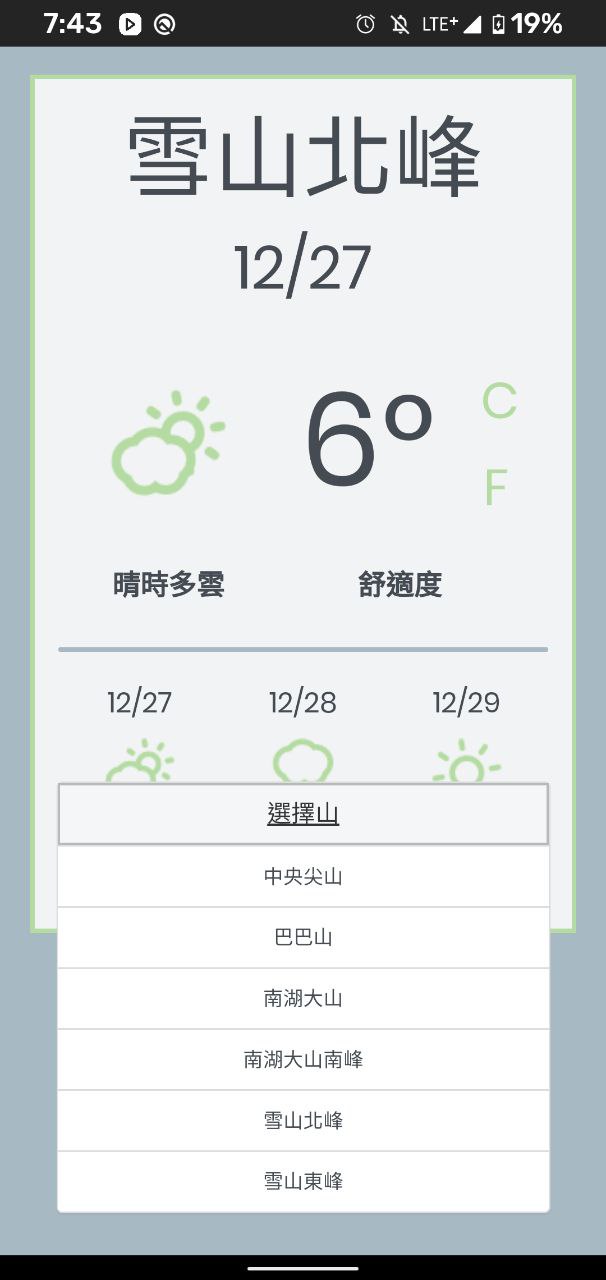 7:43 LTE+ 19%
雪山北峰
12/27
6° C
F
晴時多雲 舒適度
12/27 12/28 12/29
選擇山
中央尖山
巴巴山
南湖大山
南湖大山南峰
雪山北峰
雪山東峰